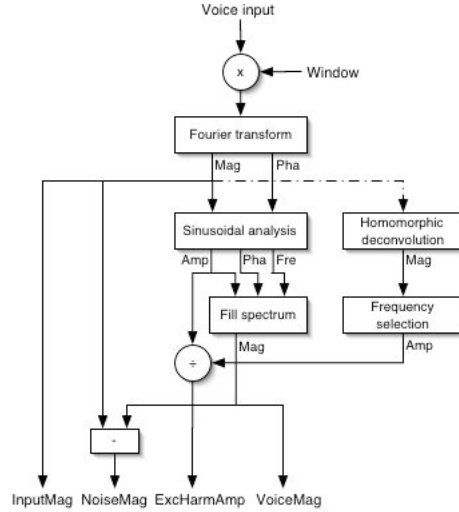 Voice input
x
Window
Fourier transform
Mag
Pha
Sinusoidal analysis
Homomorphic
deconvolution
Amp
Pha
Fre
Mag
Fill spectrum
Frequency
selection
Mag
Amp
÷
-
InputMag
NoiseMag
ExcHarmAmp
VoiceMag